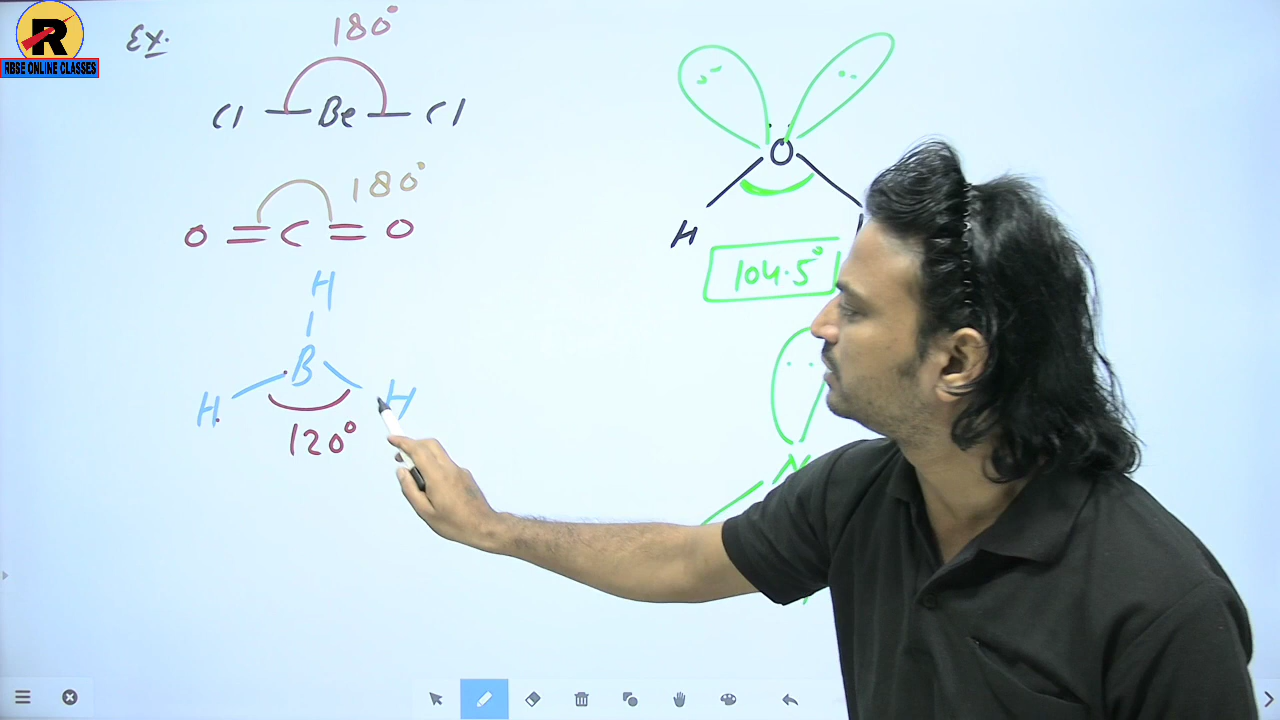 R
RBSE ONLINE CLASSES
Ex.
180°
Cl — Be — Cl
180°
O = C = O
H
B
H H
120°
O
H
104.5°
N